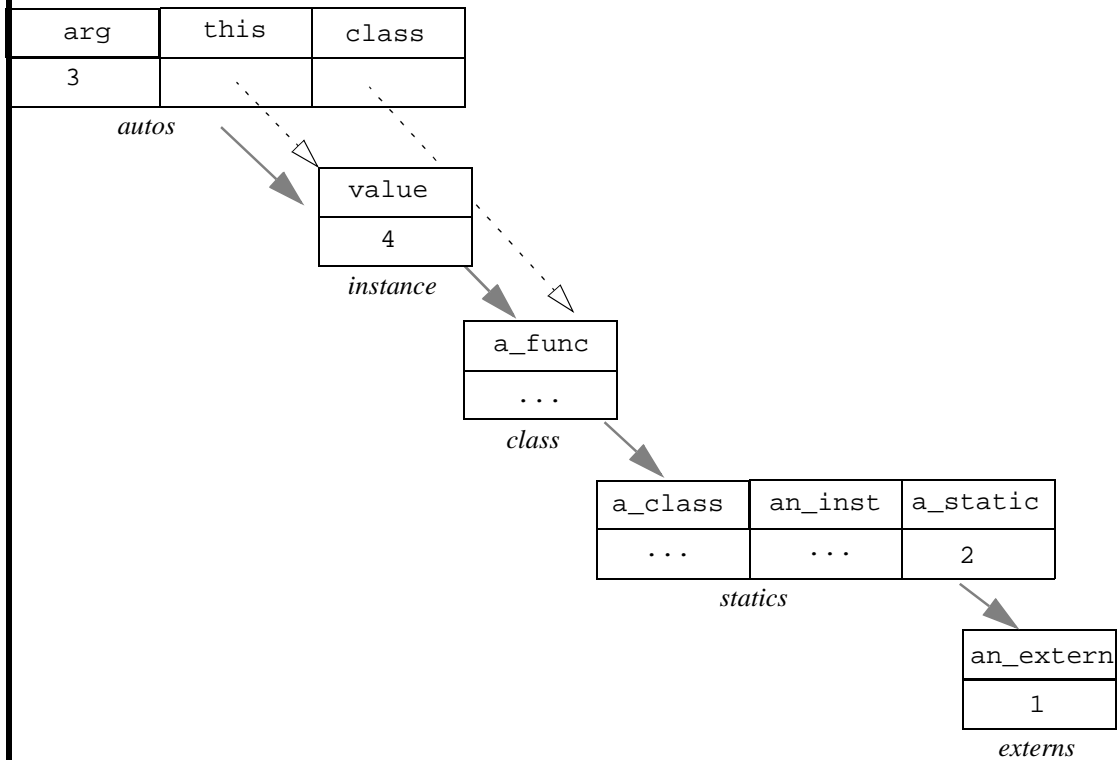 arg this class
3
autos
value
4
instance
a_func
...
class
a_class an_inst a_static
... ... 2
statics
an_extern
1
externs